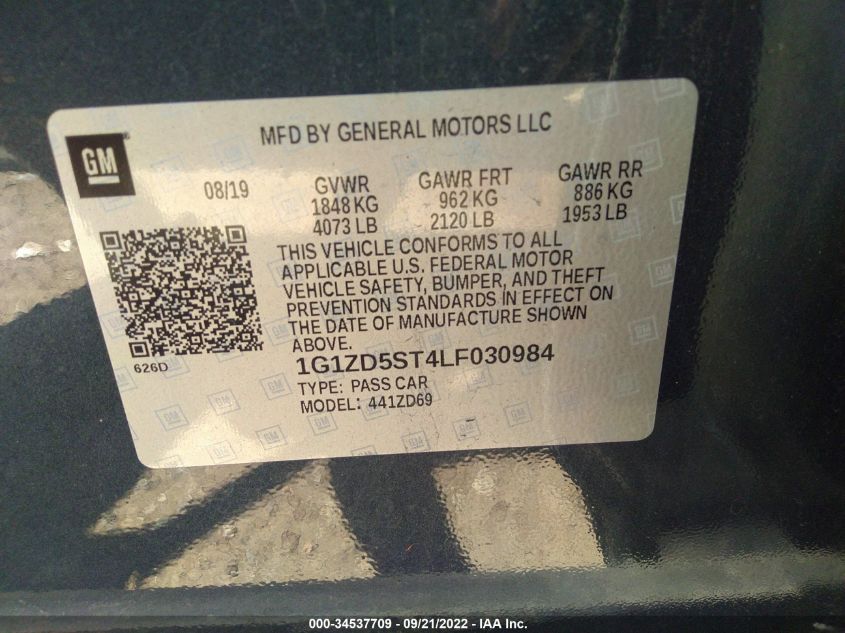 MFD BY GENERAL MOTORS LLC
GM
08/19
GVWR
1848 KG
4073 LB
GAWR FRT
962 KG
2120 LB
GAWR RR
886 KG
1953 LB
THIS VEHICLE CONFORMS TO ALL
APPLICABLE U.S. FEDERAL MOTOR
VEHICLE SAFETY, BUMPER, AND THEFT
PREVENTION STANDARDS IN EFFECT ON
THE DATE OF MANUFACTURE SHOWN
ABOVE.
626D
1G1ZD5ST4LF030984
TYPE: PASS CAR
MODEL: 441ZD69
000-34537709 - 09/21/2022 - IAA Inc.